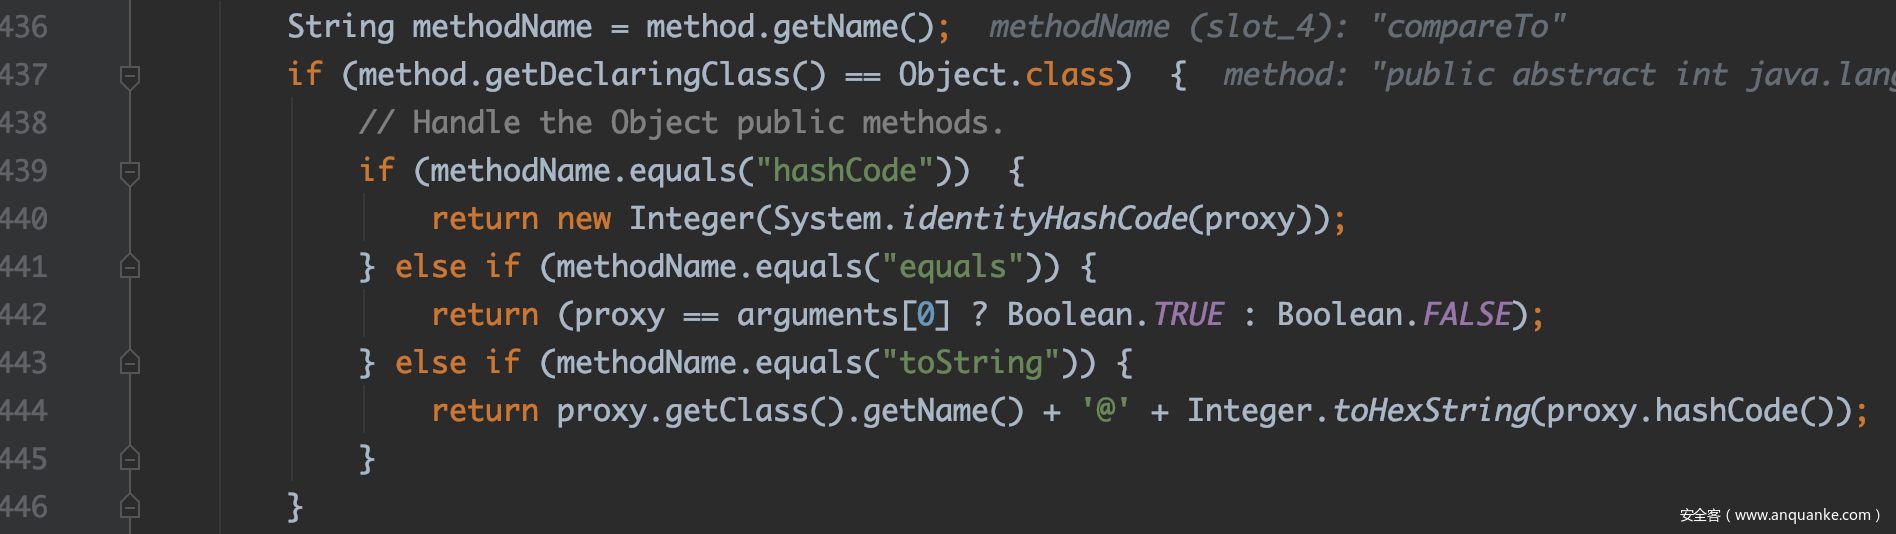 436 String methodName = method.getName(); methodName (slot_4): "compareTo"
437 if (method.getDeclaringClass() == Object.class) { method: "public abstract int java.lang
438 // Handle the Object public methods.
439 if (methodName.equals("hashCode")) {
440 return new Integer(System.identityHashCode(proxy));
441 } else if (methodName.equals("equals")) {
442 return (proxy == arguments[0] ? Boolean.TRUE : Boolean.FALSE);
443 } else if (methodName.equals("toString")) {
444 return proxy.getClass().getName() + '@' + Integer.toHexString(proxy.hashCode());
445 }
446 }
安全客（www.anquanke.com）